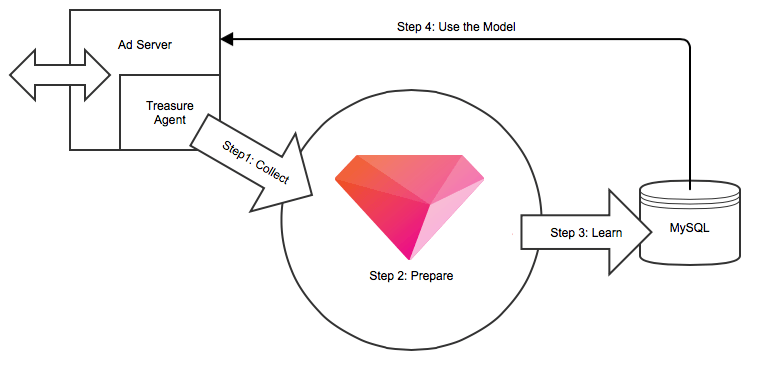 Step 4: Use the Model
Ad Server
Treasure
Agent
Step1: Collect
Step 2: Prepare
Step 3: Learn
MySQL